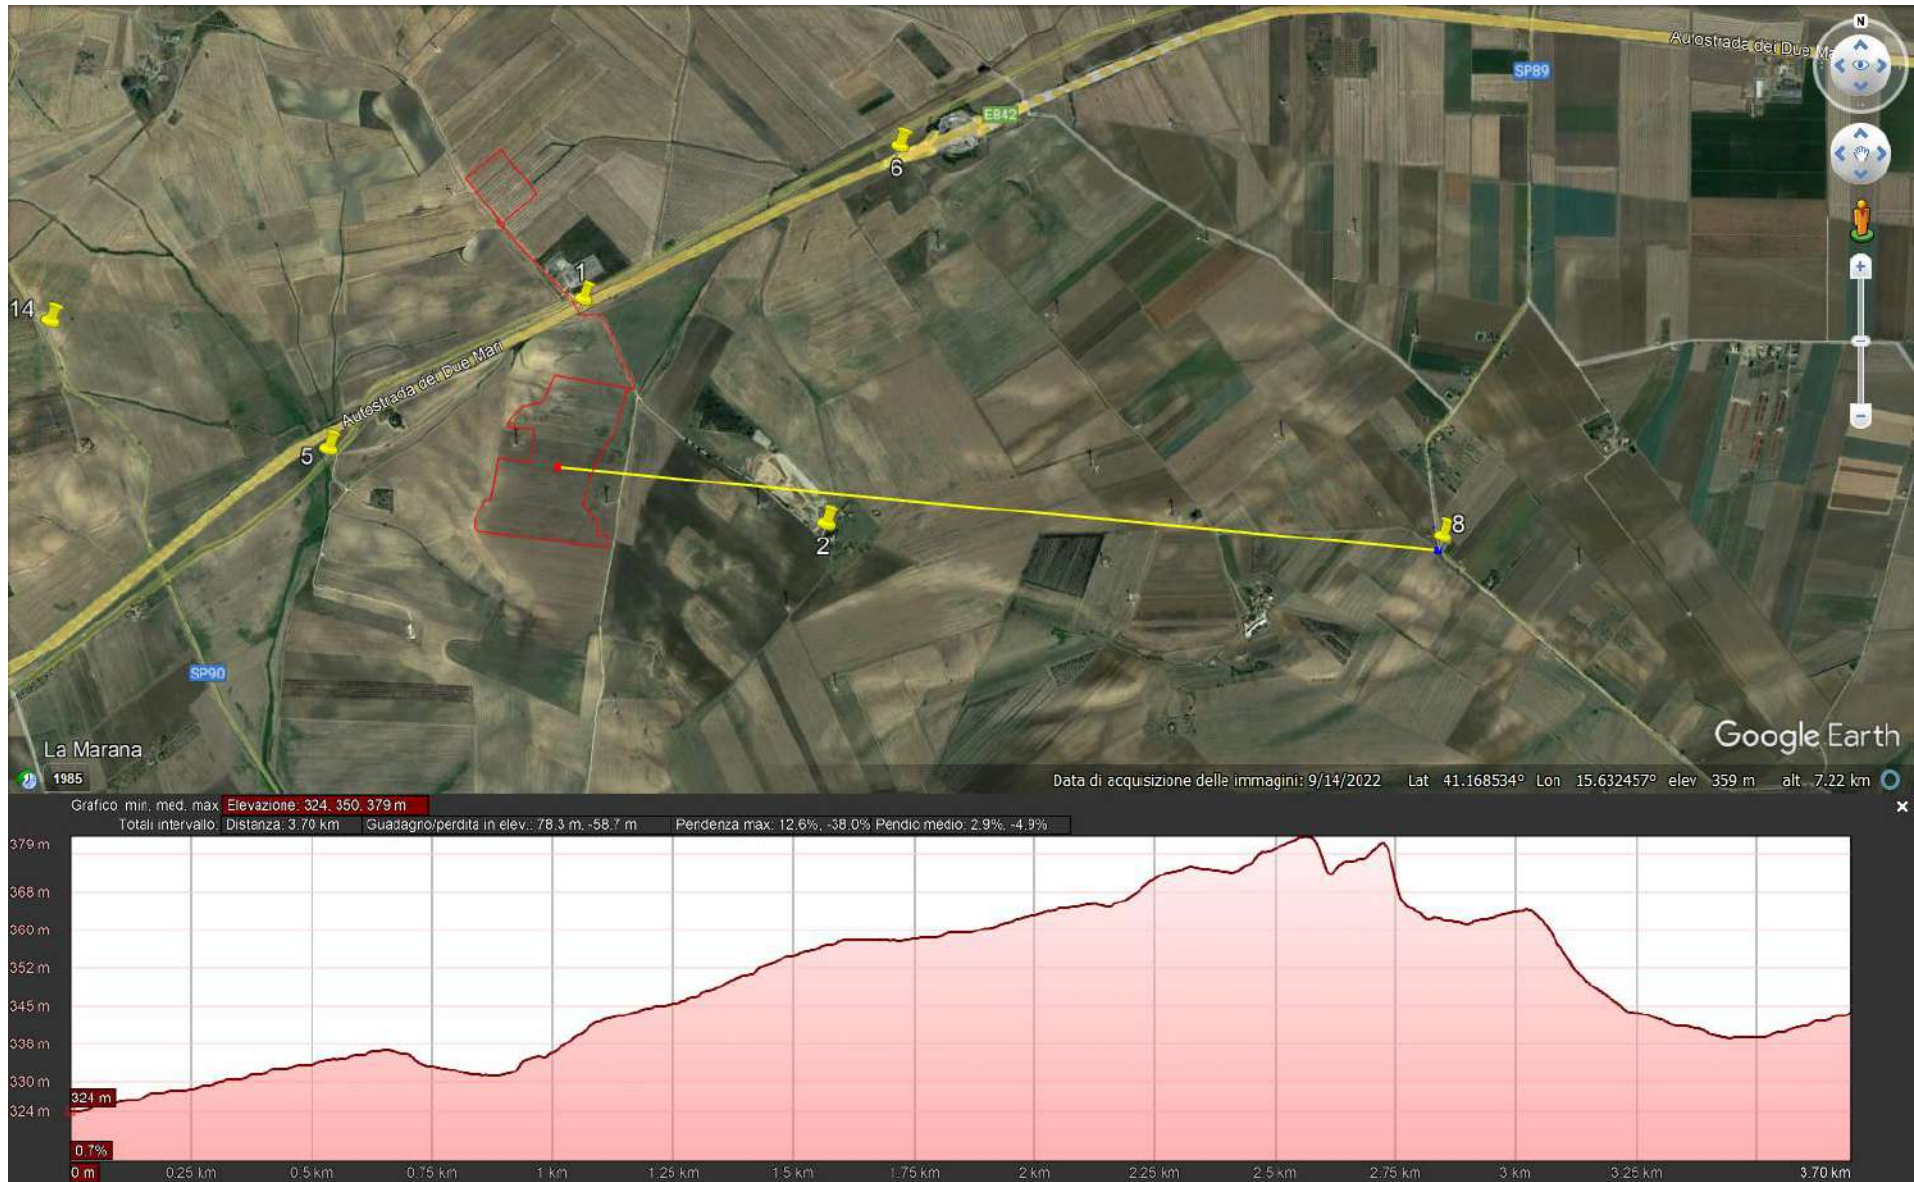 N
Autostrada dei Due Ma
SP89
E842
6
1
14
Autostrada dei Due Mari
5
8
2
SP90
La Marana
Google Earth
1985
Data di acquisizione delle immagini: 9/14/2022 Lat 41.168534° Lon 15.632457° elev 359 m alt 7.22 km
Grafico min, med, max Elevazione: 324, 350, 379 m
Totali intervallo: Distanza: 3.70 km Guadagno/perdita in elev.: 78.3 m, -58.7 m Pendenza max: 12.6%, -38.0% Pendio medio: 2.9%, -4.9%
379 m
368 m
360 m
352 m
345 m
336 m
330 m
324 m
324 m
0.7%
0 m 0.25 km 0.5 km 0.75 km 1 km 1.25 km 1.5 km 1.75 km 2 km 2.25 km 2.5 km 2.75 km 3 km 3.25 km 3.70 km